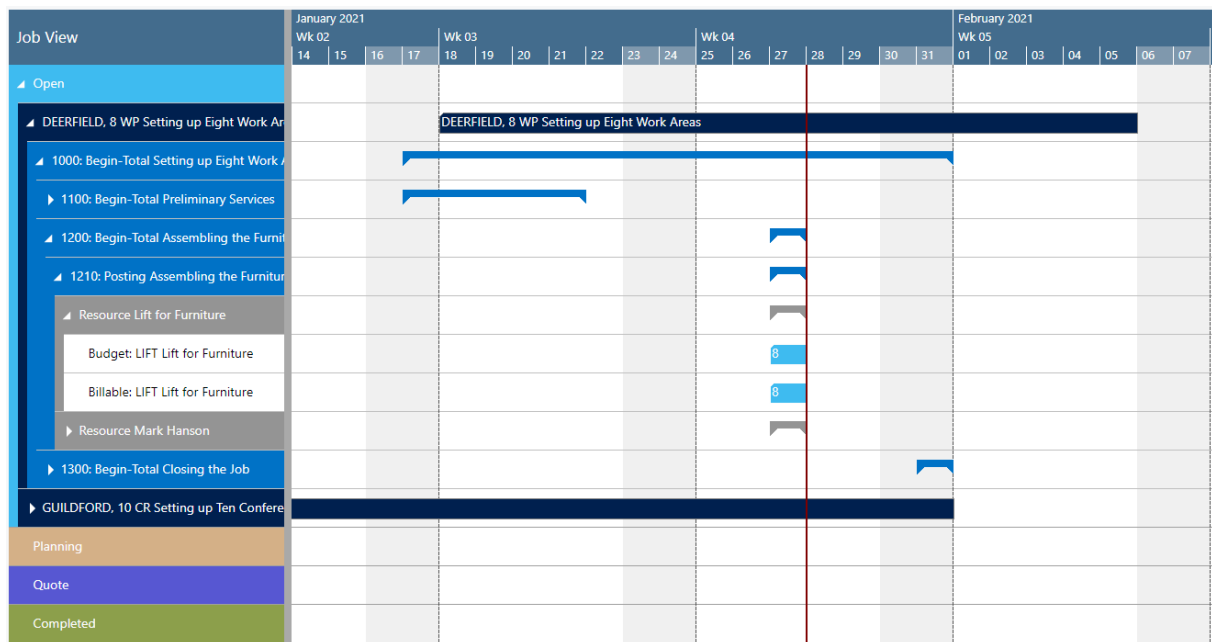 Job View
January 2021
February 2021
Wk 02
Wk 03
Wk 04
Wk 05
14 15 16 17 18 19 20 21 22 23 24 25 26 27 28 29 30 31 01 02 03 04 05 06 07
Open
DEERFIELD, 8 WP Setting up Eight Work Ar
DEERFIELD, 8 WP Setting up Eight Work Areas
1000: Begin-Total Setting up Eight Work A
1100: Begin-Total Preliminary Services
1200: Begin-Total Assembling the Furnit
1210: Posting Assembling the Furnitur
Resource Lift for Furniture
Budget: LIFT Lift for Furniture
8
Billable: LIFT Lift for Furniture
8
Resource Mark Hanson
1300: Begin-Total Closing the Job
GUILDFORD, 10 CR Setting up Ten Confere
Planning
Quote
Completed